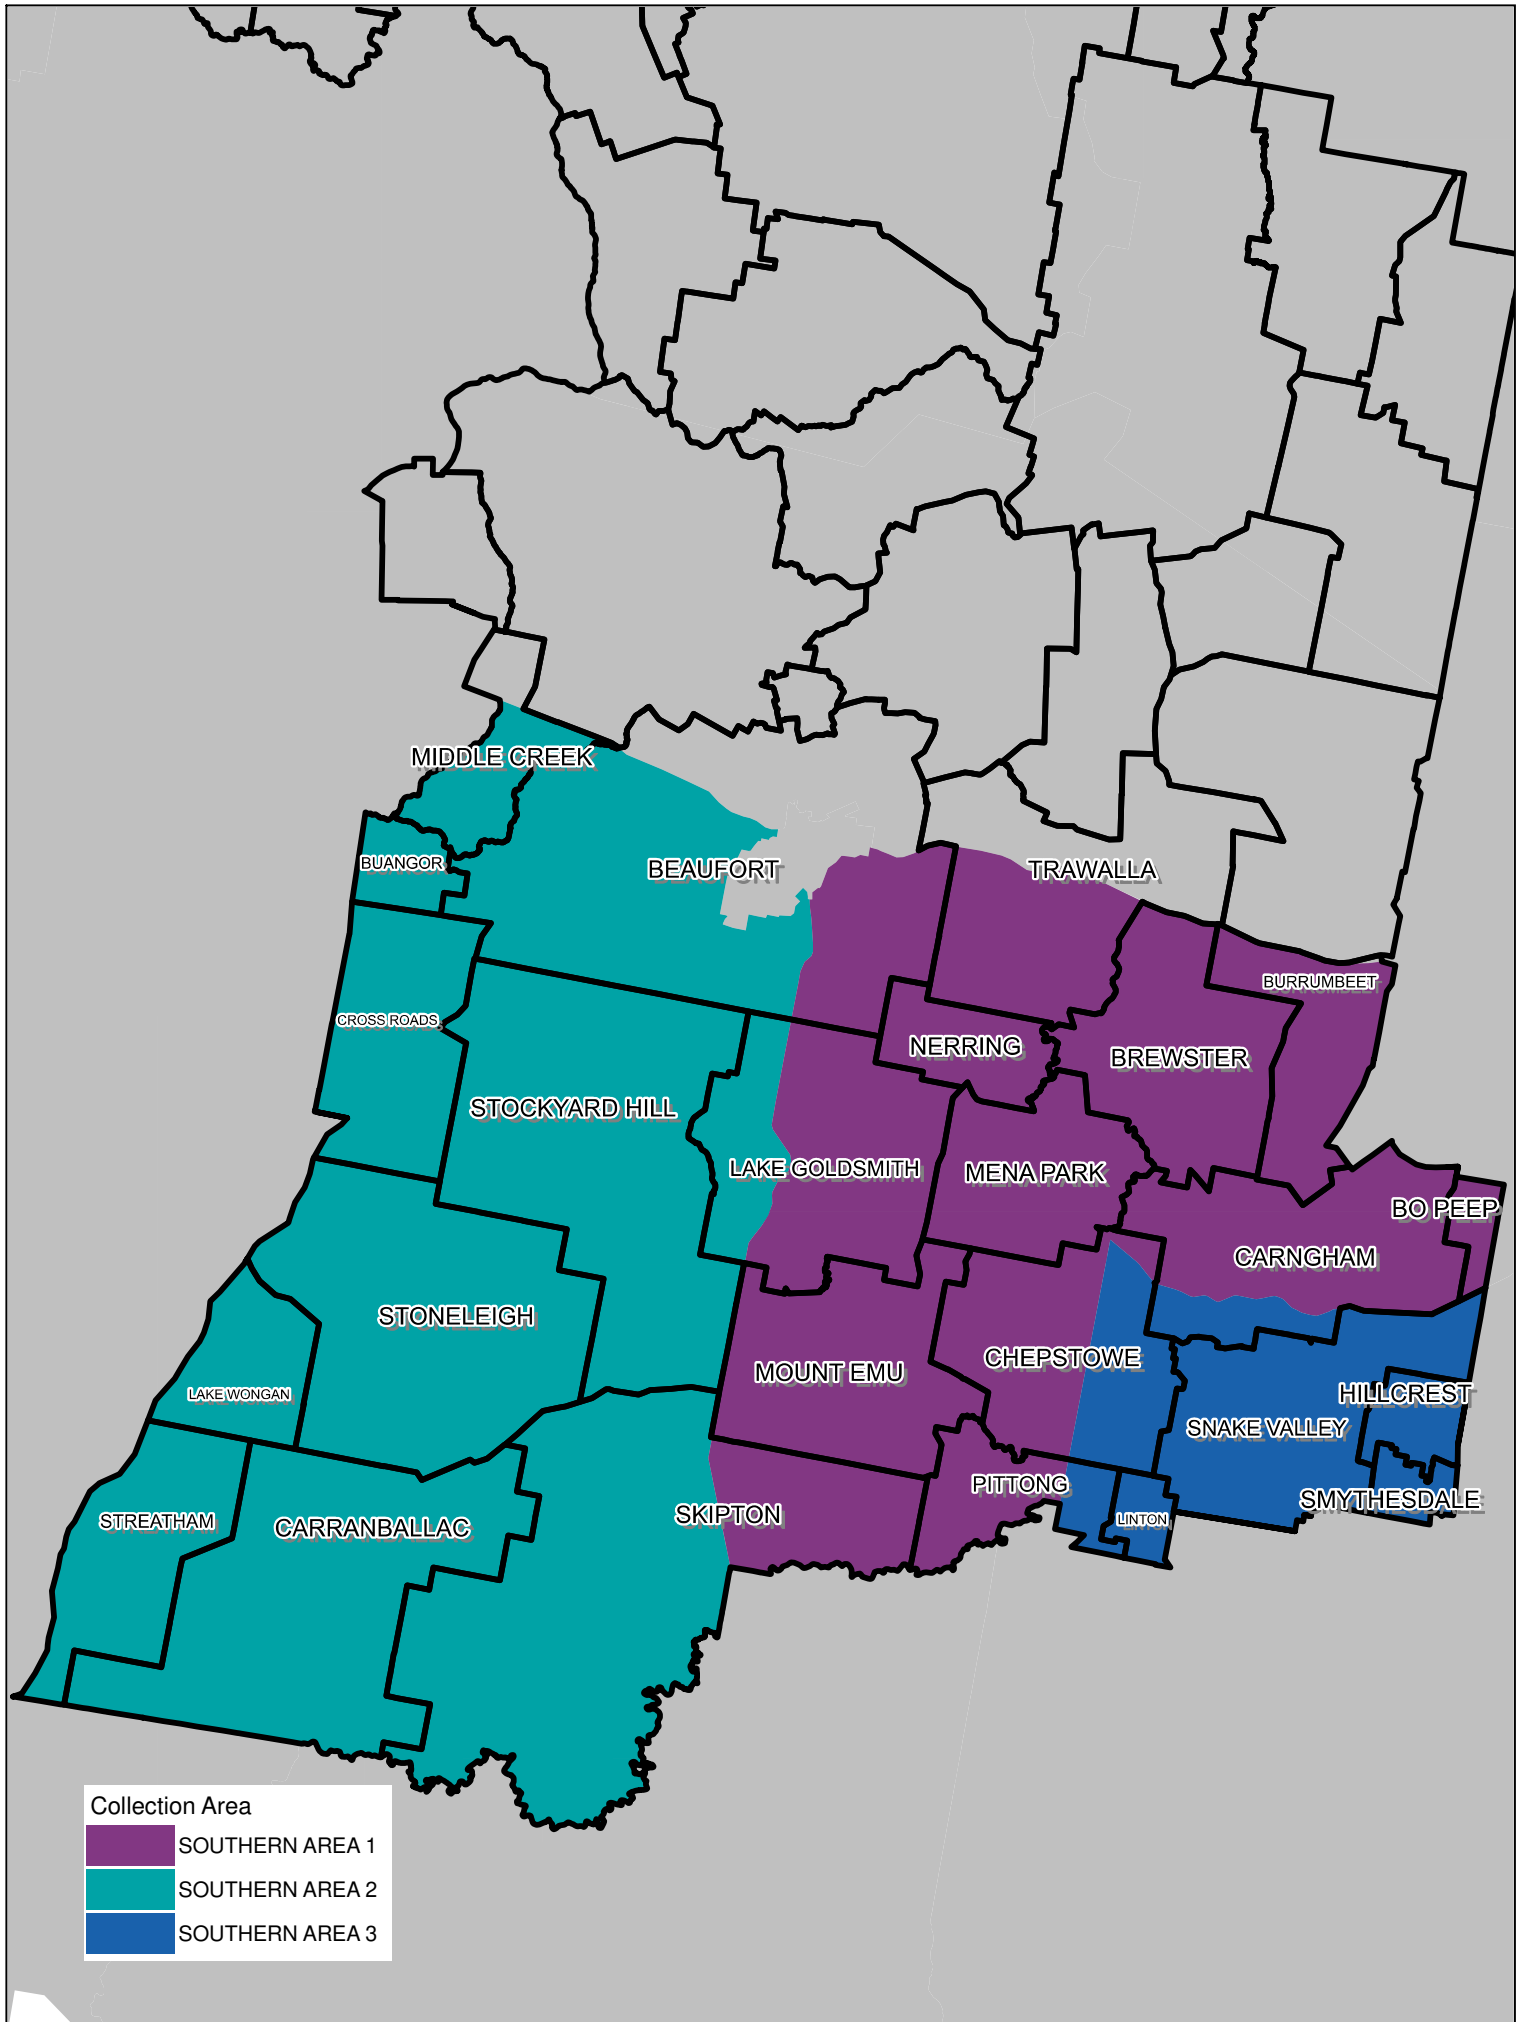 MIDDLE CREEK
BUANGOR
BEAUFORT
TRAWALLA
BURRUMBEET
CROSS ROADS
NERRING
BREWSTER
STOCKYARD HILL
LAKE GOLDSMITH
MENA PARK
BO PEEP
CARNGHAM
STONELEIGH
CHEPSTOWE
MOUNT EMU
LAKE WONGAN
HILLCREST
SNAKE VALLEY
PITTONG
SMYTHESDALE
SKIPTON
LINTON
STREATHAM
CARRANBALLAC
Collection Area
SOUTHERN AREA 1
SOUTHERN AREA 2
SOUTHERN AREA 3